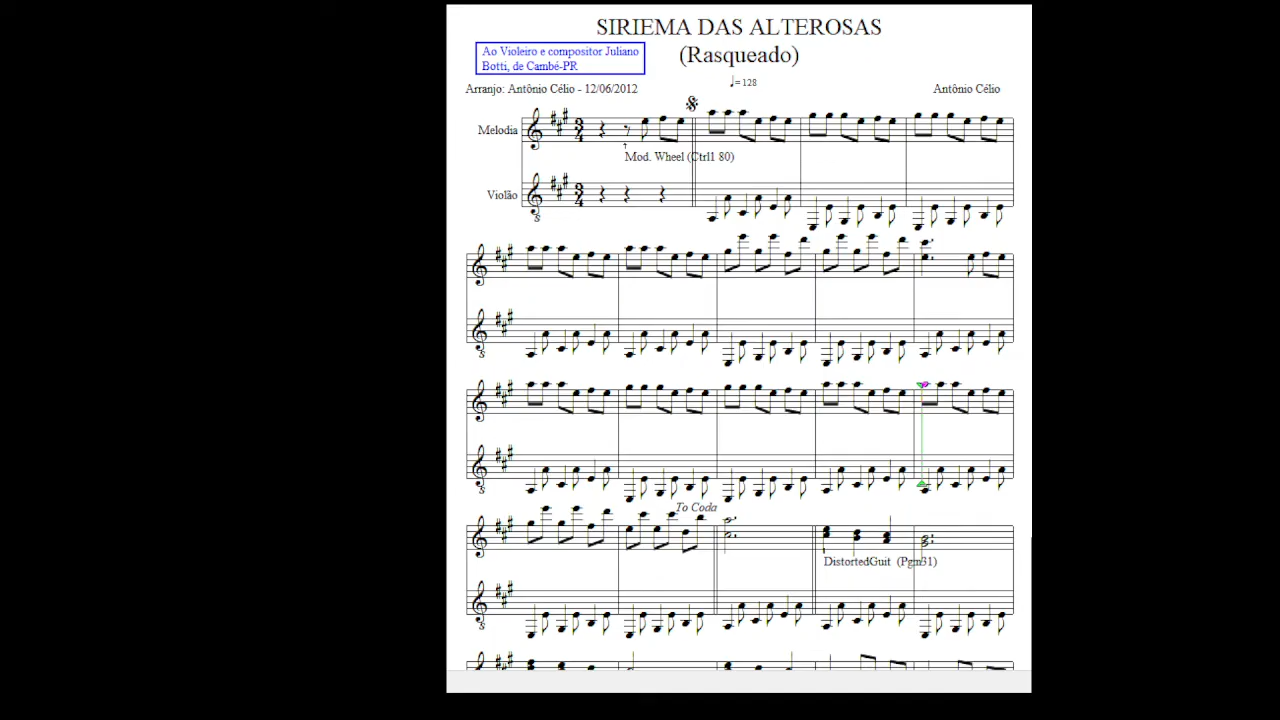 SIRIEMA DAS ALTEROSAS
(Rasqueado)
Ao Violeiro e compositor Juliano
Botti, de Cambé-PR
♩=128
Arranjo: Antônio Célio - 12/06/2012
Antônio Célio
Melodia
Mod. Wheel (Ctrl1 80)
Violão
To Coda
DistortedGuit (Pgm31)